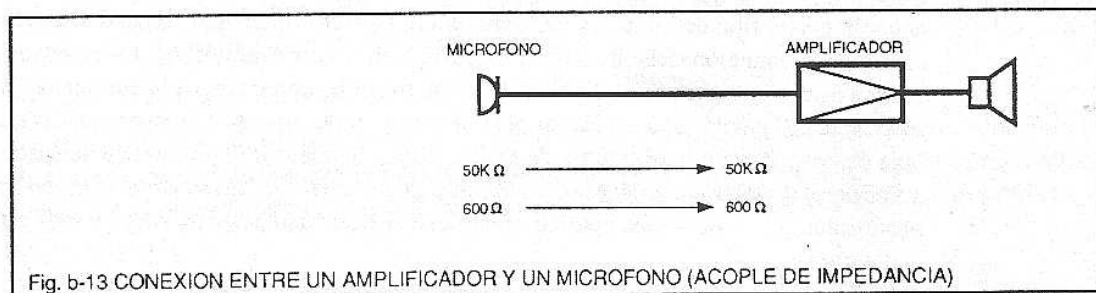 MICROFONO
AMPLIFICADOR
50K Ω 50K Ω
600 Ω 600 Ω
Fig. b-13 CONEXION ENTRE UN AMPLIFICADOR Y UN MICROFONO (ACOPLE DE IMPEDANCIA)